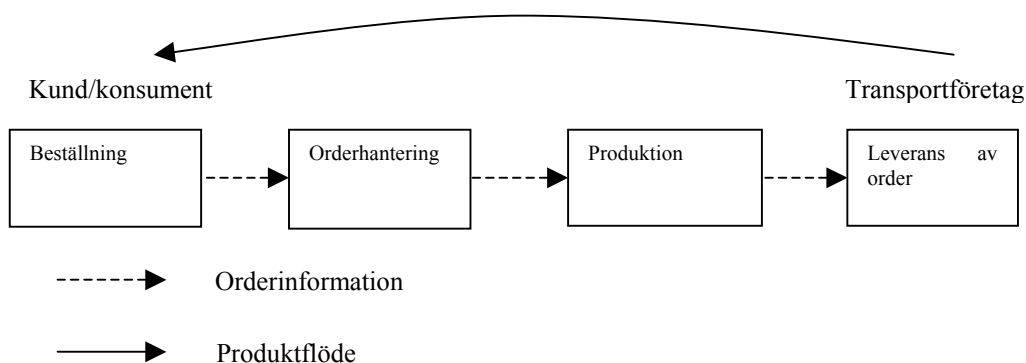 Kund/konsument
Transportföretag
Beställning
Orderhantering
Produktion
Leverans av
order
Orderinformation
Produktflöde